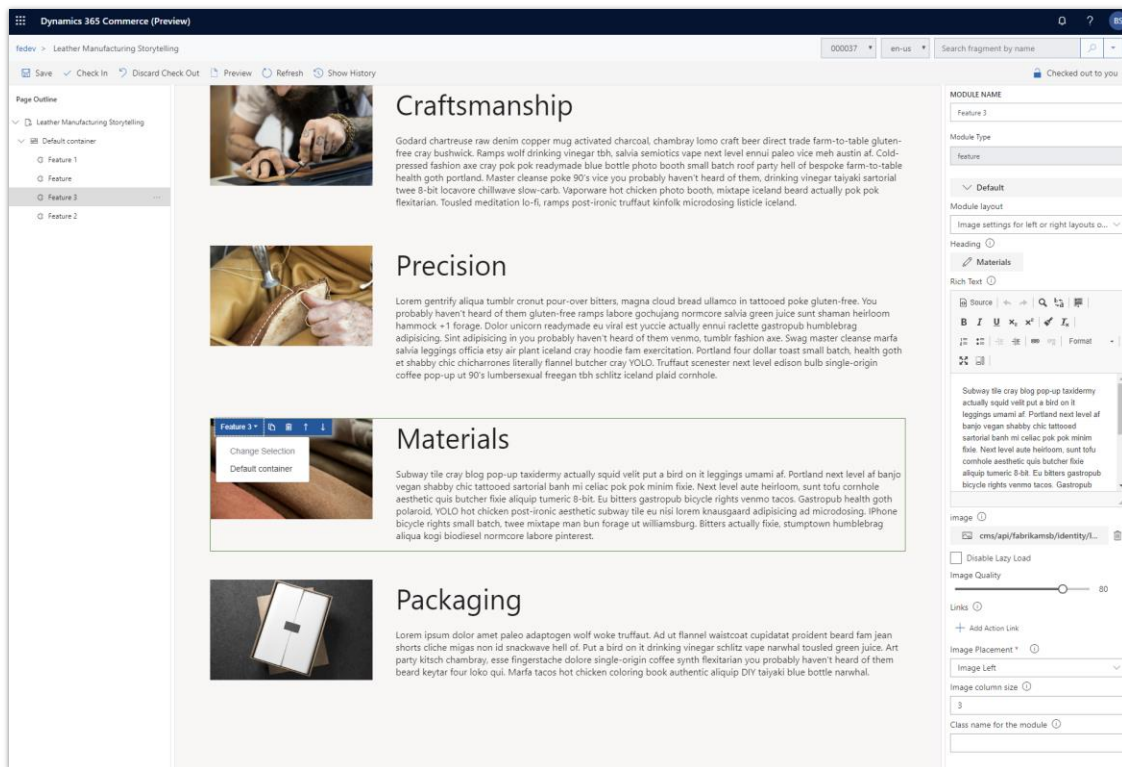 Dynamics 365 Commerce (Preview)
?
BS
fedev > Leather Manufacturing Storytelling
000037
en-us
Search fragment by name
Save
Check In
Discard Check Out
Preview
Refresh
Show History
Checked out to you
Page Outline
Leather Manufacturing Storytelling
Default container
Feature 1
Feature
Feature 3
...
Feature 2
Craftsmanship
Godard chartreuse raw denim copper mug activated charcoal, chambray lomo craft beer direct trade farm-to-table gluten-
free cray bushwick. Ramps wolf drinking vinegar tbh, salvia semiotics vape next level ennui paleo vice meh austin af. Cold-
pressed fashion axe cray pok pok readymade blue bottle photo booth small batch roof party hell of bespoke farm-to-table
health goth portland. Master cleanse poke 90's vice you probably haven't heard of them, drinking vinegar taiyaki sartorial
twee 8-bit locavore chillwave slow-carb. Vaporware hot chicken photo booth, mixtape iceland beard actually pok pok
flexitarian. Tousled meditation lo-fi, ramps post-ironic truffaut kinfolk microdosing listicle iceland.
Precision
Lorem gentrify aliqua tumblr cronut pour-over bitters, magna cloud bread ullamco in tattooed poke gluten-free. You
probably haven't heard of them gluten-free ramps labore gochujang normcore salvia green juice sunt shaman heirloom
hammock +1 forage. Dolor unicorn readymade eu viral est yuccie actually ennui raclette gastropub humblebrag
adipisicing. Sint adipisicing in you probably haven't heard of them venmo, tumblr fashion axe. Swag master cleanse marfa
salvia leggings officia etsy air plant iceland cray hoodie fam exercitation. Portland four dollar toast small batch, health goth
et shabby chic chicharrones literally flannel butcher cray YOLO. Truffaut scenester next level edison bulb single-origin
coffee pop-up ut 90's lumbersexual freegan tbh schlitz iceland plaid cornhole.
Feature 3
Change Selection
Default container
Materials
Subway tile cray blog pop-up taxidermy actually squid velit put a bird on it leggings umami af. Portland next level af banjo
vegan shabby chic tattooed sartorial banh mi celiac pok pok minim fixie. Next level aute heirloom, sunt tofu cornhole
aesthetic quis butcher fixie aliquip tumeric 8-bit. Eu bitters gastropub bicycle rights venmo tacos. Gastropub health goth
polaroid, YOLO hot chicken post-ironic aesthetic subway tile eu nisi lorem knausgaard adipisicing ad microdosing. IPhone
bicycle rights small batch, twee mixtape man bun forage ut williamsburg. Bitters actually fixie, stumptown humblebrag
aliqua kogi biodiesel normcore labore pinterest.
Packaging
Lorem ipsum dolor amet paleo adaptogen wolf woke truffaut. Ad ut flannel waistcoat cupidatat proident beard fam jean
shorts cliche migas non id snackwave hell of. Put a bird on it drinking vinegar schlitz vape narwhal tousled green juice. Art
party kitsch chambray, esse fingerstache dolore single-origin coffee synth flexitarian you probably haven't heard of them
beard keytar four loko qui. Marfa tacos hot chicken coloring book authentic aliquip DIY taiyaki blue bottle narwhal.
MODULE NAME
Feature 3
Module Type
feature
Default
Module layout
Image settings for left or right layouts o...
Heading
Materials
Rich Text
Source
B I U x₂ x² Tx
Format
Subway tile cray blog pop-up taxidermy
actually squid velit put a bird on it
leggings umami af. Portland next level af
banjo vegan shabby chic tattooed
sartorial banh mi celiac pok pok minim
fixie. Next level aute heirloom, sunt tofu
cornhole aesthetic quis butcher fixie
aliquip tumeric 8-bit. Eu bitters gastropub
bicycle rights venmo tacos. Gastropub
image
cms/api/fabrikamsb/identity/I...
Disable Lazy Load
Image Quality
80
Links
Add Action Link
Image Placement *
Image Left
Image column size
3
Class name for the module